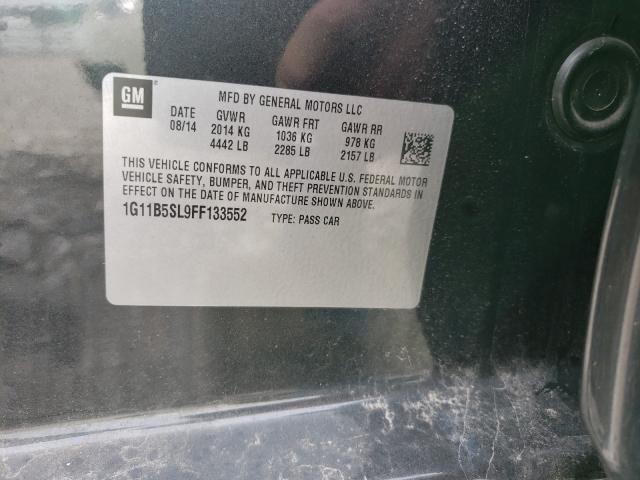 GM
MFD BY GENERAL MOTORS LLC
DATE GVWR GAWR FRT GAWR RR
08/14 2014 KG 1036 KG 978 KG
4442 LB 2285 LB 2157 LB
THIS VEHICLE CONFORMS TO ALL APPLICABLE U.S. FEDERAL MOTOR
VEHICLE SAFETY, BUMPER, AND THEFT PREVENTION STANDARDS IN
EFFECT ON THE DATE OF MANUFACTURE SHOWN ABOVE.
1G11B5SL9FF133552 TYPE: PASS CAR